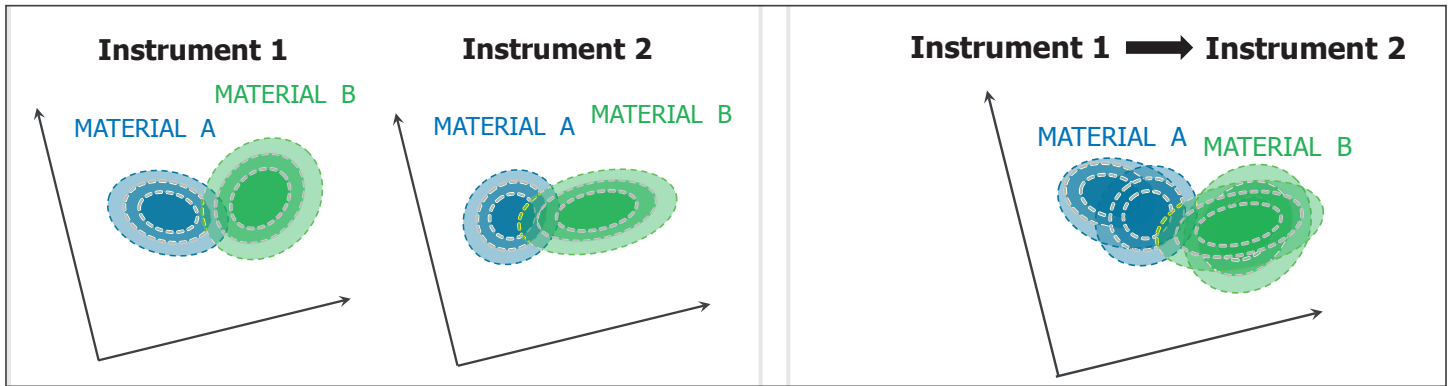 Instrument 1
MATERIAL A
MATERIAL B
Instrument 2
MATERIAL A
MATERIAL B
Instrument 1 Instrument 2
MATERIAL A
MATERIAL B